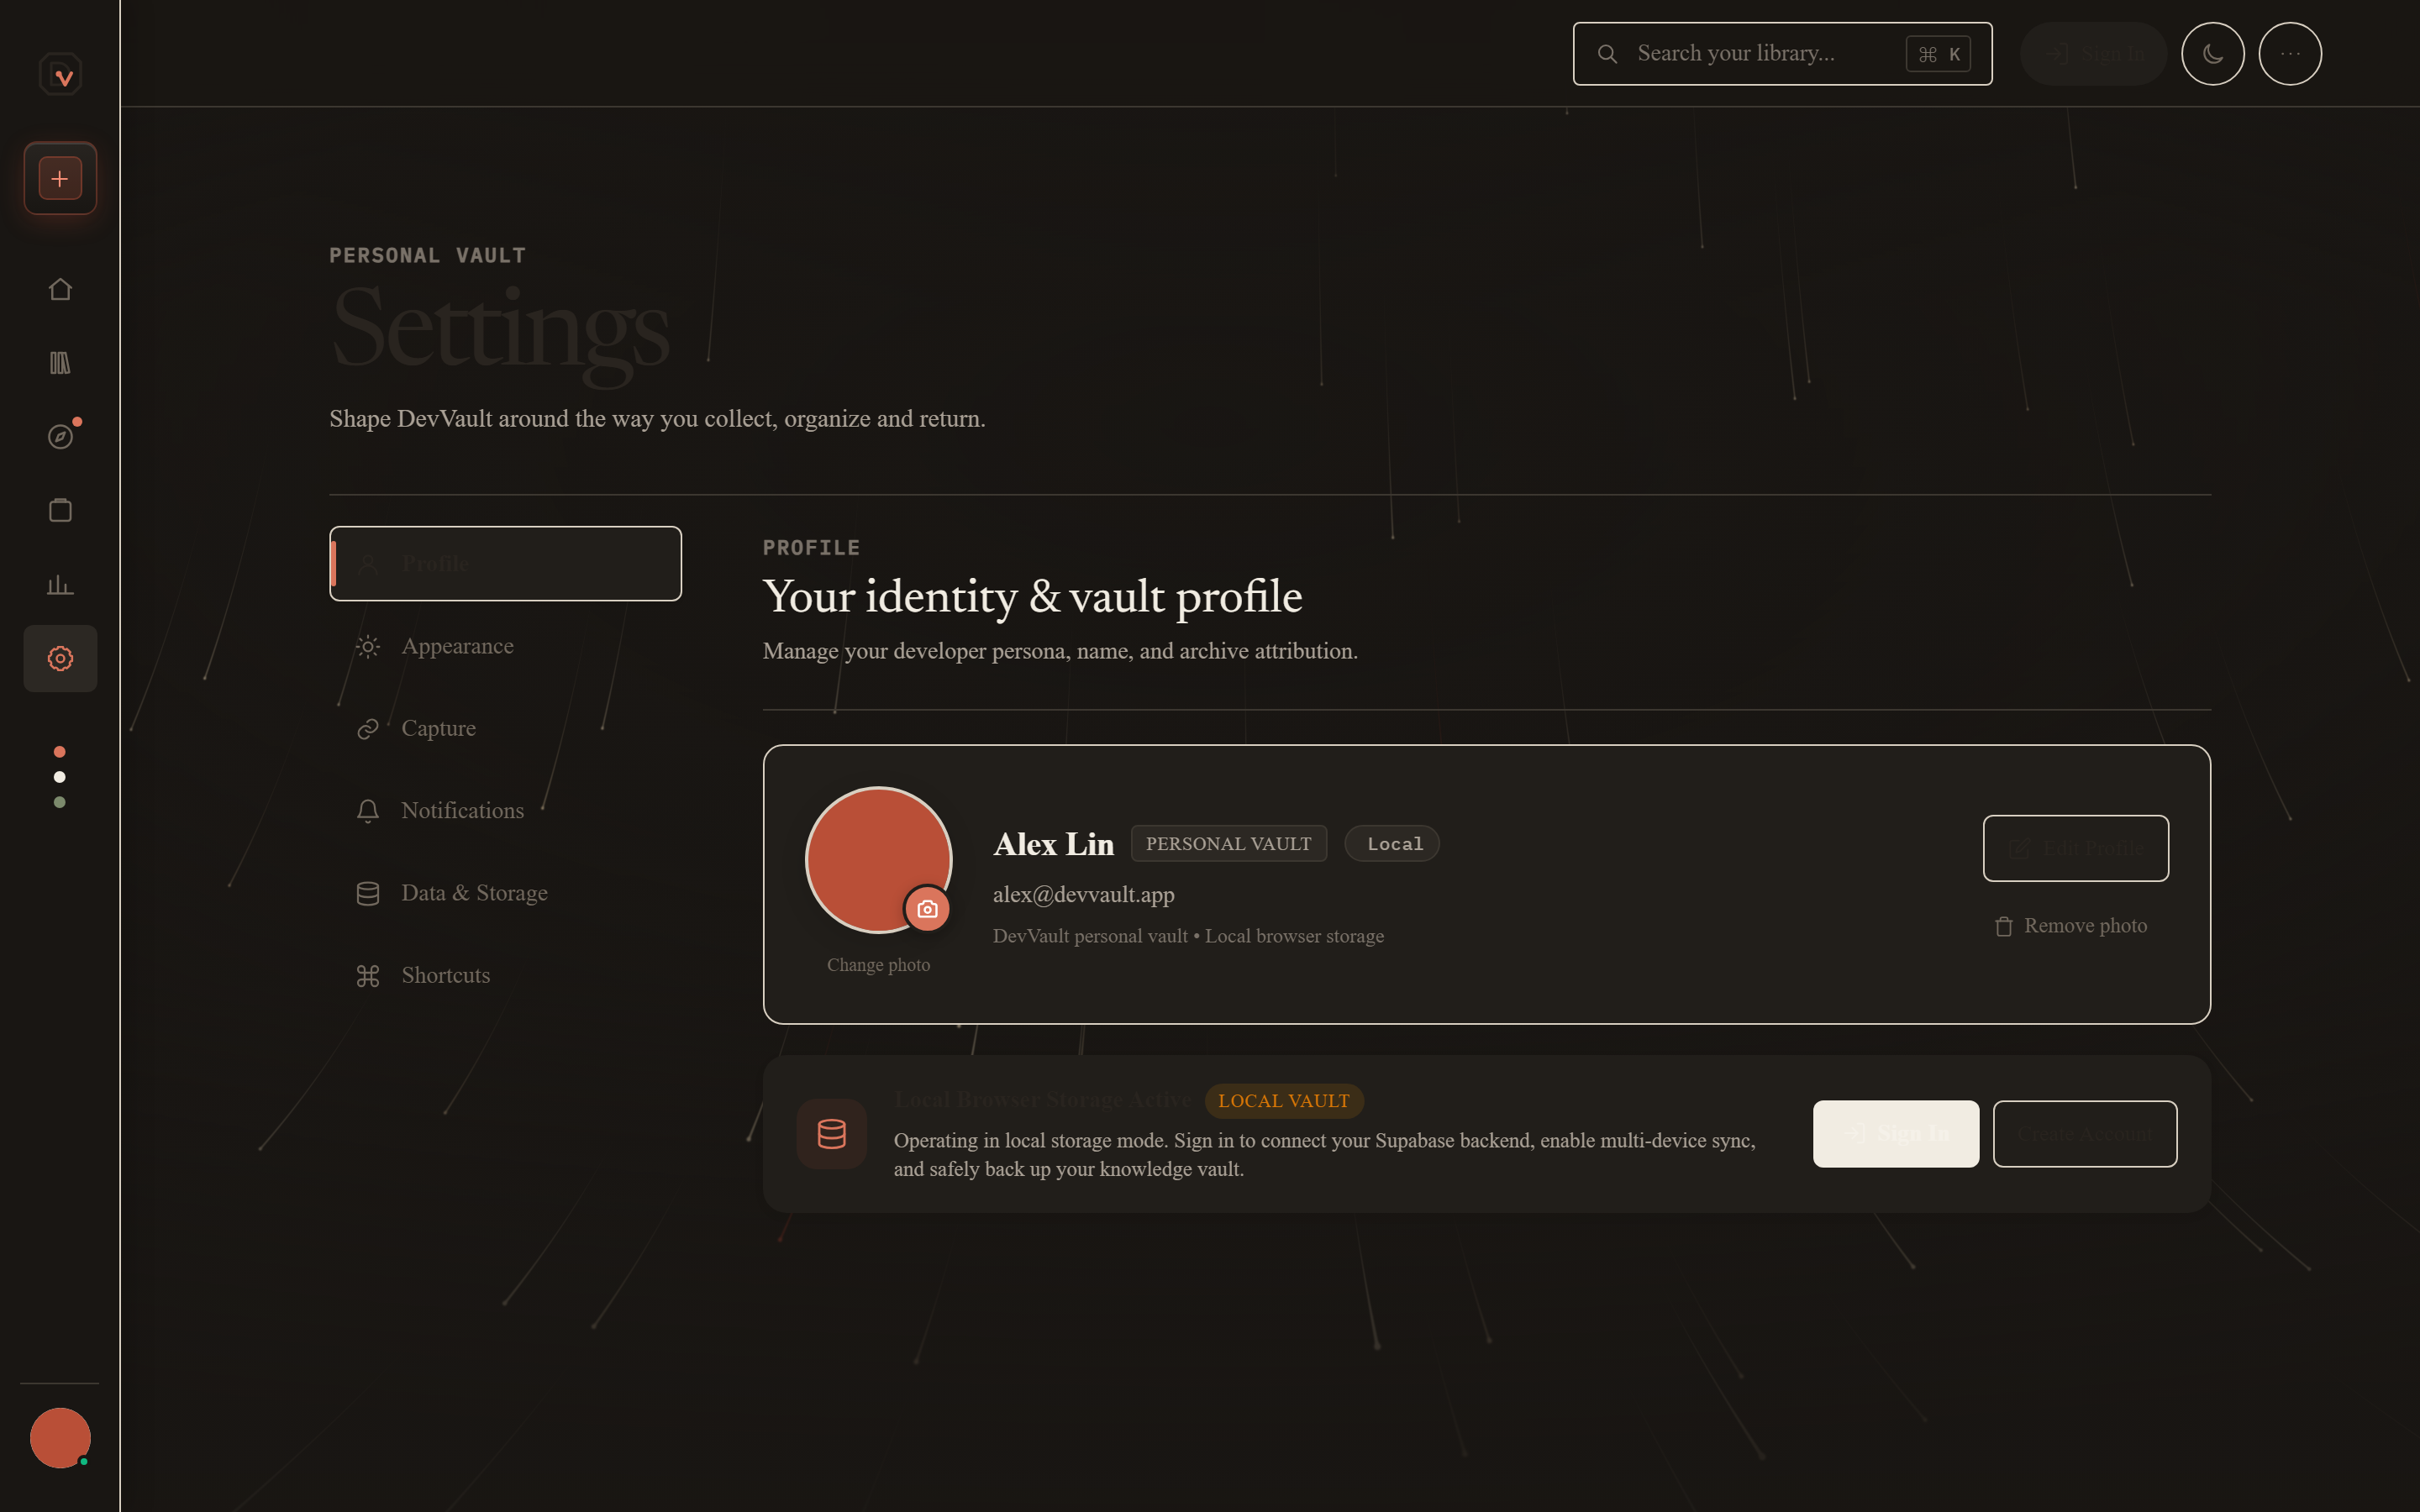 Search your library...
⌘ K
Sign In
PERSONAL VAULT
Settings
Shape DevVault around the way you collect, organize and return.
Profile
Appearance
Capture
Notifications
Data & Storage
Shortcuts
PROFILE
Your identity & vault profile
Manage your developer persona, name, and archive attribution.
Alex Lin
PERSONAL VAULT
Local
alex@devvault.app
DevVault personal vault • Local browser storage
Change photo
Edit Profile
Remove photo
Local Browser Storage Active
LOCAL VAULT
Operating in local storage mode. Sign in to connect your Supabase backend, enable multi-device sync,
and safely back up your knowledge vault.
Sign In
Create Account